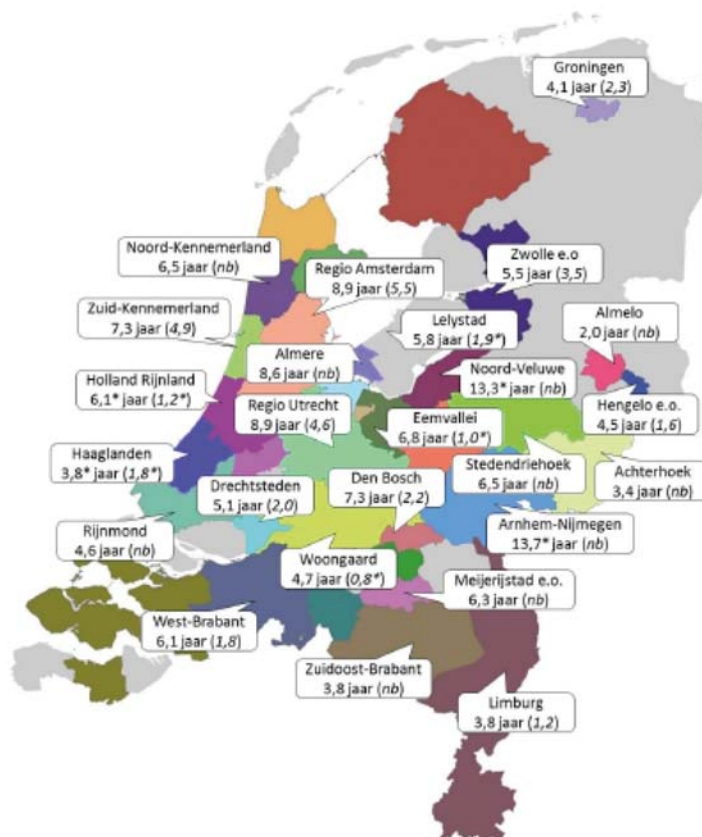 Groningen
4,1 jaar (2,3)
Noord-Kennemerland
6,5 jaar (nb)
Regio Amsterdam
8,9 jaar (5,5)
Zwolle e.o
5,5 jaar (3,5)
Zuid-Kennemerland
7,3 jaar (4,9)
Lelystad
5,8 jaar (1,9*)
Almelo
2,0 jaar (nb)
Almere
8,6 jaar (nb)
Noord-Veluwe
13,3* jaar (nb)
Holland Rijnland
6,1* jaar (1,2*)
Regio Utrecht
8,9 jaar (4,6)
Eemvallei
6,8 jaar (1,0*)
Hengelo e.o.
4,5 jaar (1,6)
Haaglanden
3,8* jaar (1,8*)
Stedendriehoek
6,5 jaar (nb)
Achterhoek
3,4 jaar (nb)
Drechtsteden
5,1 jaar (2,0)
Den Bosch
7,3 jaar (2,2)
Rijnmond
4,6 jaar (nb)
Arnhem-Nijmegen
13,7* jaar (nb)
Woongaard
4,7 jaar (0,8*)
Meijerijstad e.o.
6,3 jaar (nb)
West-Brabant
6,1 jaar (1,8)
Zuidoost-Brabant
3,8 jaar (nb)
Limburg
3,8 jaar (1,2)